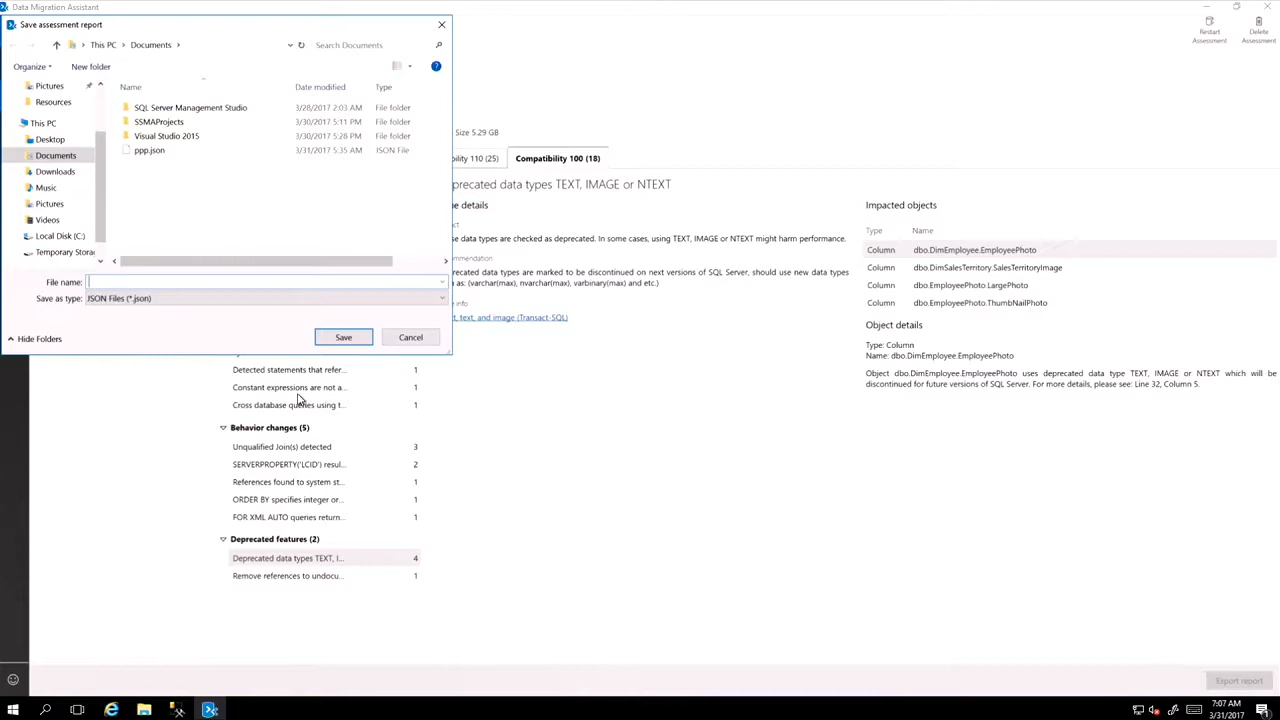 Data Migration Assistant
Save assessment report
This PC
Documents
Search Documents
Organize
New folder
Restart
Assessment
Delete
Assessment
Name
Date modified
Type
Pictures
Resources
This PC
Desktop
Documents
Downloads
Music
Pictures
Videos
Local Disk (C:)
Temporary Storag
SQL Server Management Studio 3/28/2017 2:03 AM File folder
SSMAProjects 3/30/2017 5:11 PM File folder
Visual Studio 2015 3/30/2017 5:28 PM File folder
ppp.json 3/31/2017 5:35 AM JSON File
File name:
Save as type: JSON Files (*.json)
Hide Folders
Save
Cancel
Size 5.29 GB
bility 110 (25)
Compatibility 100 (18)
precated data types TEXT, IMAGE or NTEXT
e details
se data types are checked as deprecated. In some cases, using TEXT, IMAGE or NTEXT might harm performance.
ommendation
recated data types are marked to be discontinued on next versions of SQL Server, should use new data types
as: (varchar(max), nvarchar(max), varbinary(max) and etc.)
e info
t, text, and image (Transact-SQL)
Impacted objects
Type Name
Column dbo.DimEmployee.EmployeePhoto
Column dbo.DimSalesTerritory.SalesTerritoryImage
Column dbo.EmployeePhoto.LargePhoto
Column dbo.EmployeePhoto.ThumbNailPhoto
Object details
Type: Column
Name: dbo.DimEmployee.EmployeePhoto
Object dbo.DimEmployee.EmployeePhoto uses deprecated data type TEXT, IMAGE or NTEXT which will be
discontinued for future versions of SQL Server. For more details, please see: Line 32, Column 5.
Detected statements that refer... 1
Constant expressions are not a... 1
Cross database queries using t... 1
Behavior changes (5)
Unqualified Join(s) detected 3
SERVERPROPERTY('LCID') resul... 2
References found to system st... 1
ORDER BY specifies integer or... 1
FOR XML AUTO queries return... 1
Deprecated features (2)
Deprecated data types TEXT, I... 4
Remove references to undocu... 1
Export report
7:07 AM
3/31/2017